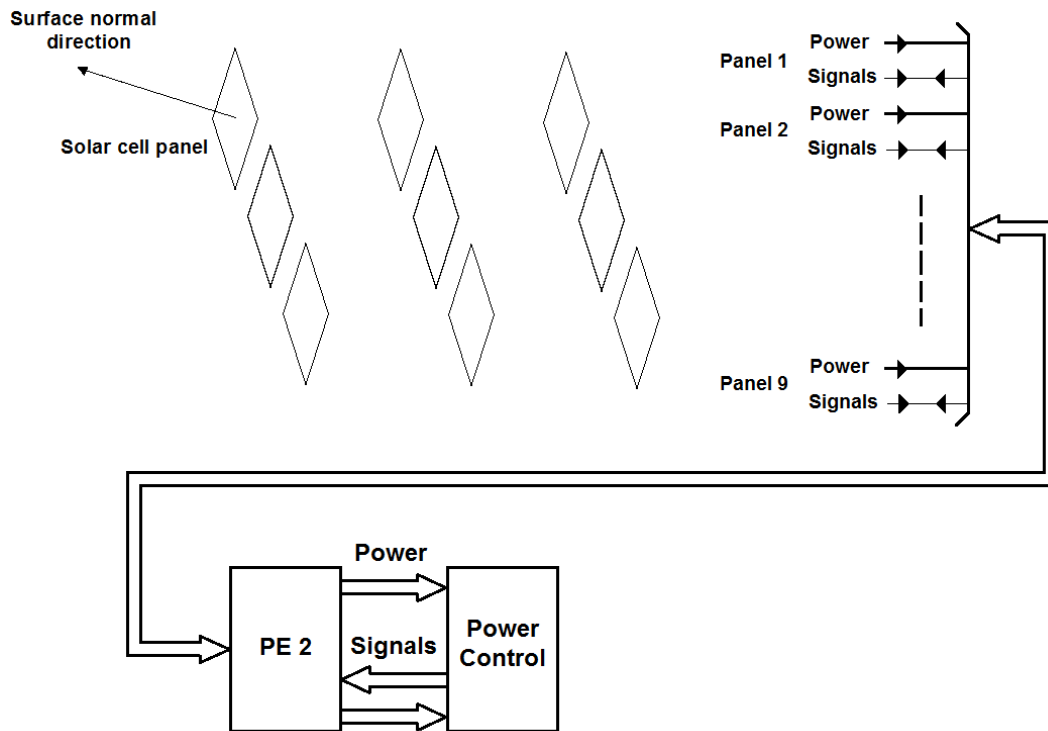 Surface normal
direction
Solar cell panel
Panel 1
Power
Signals
Panel 2
Power
Signals
Panel 9
Power
Signals
PE 2
Power
Signals
Power
Control